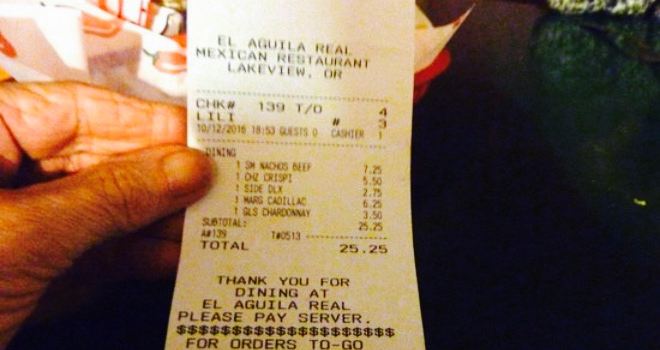 EL AGUILA REAL
MEXICAN RESTAURANT
LAKEVIEW, OR
CHK# 139 T/O 4
LILI # 3
10/12/2016 18:53 GUESTS 0 CASHIER 1
DINING
1 SM NACHOS BEEF 7.25
1 CHZ CRISPI 5.50
1 SIDE DLX 2.75
1 MARG CADILLAC 6.25
1 GLS CHARDONNAY 3.50
SUBTOTAL: 25.25
A#139 T#0513
TOTAL 25.25
THANK YOU FOR
DINING AT
EL AGUILA REAL
PLEASE PAY SERVER.
$$$$$$$$$$$$$$$$$$$$
FOR ORDERS TO-GO